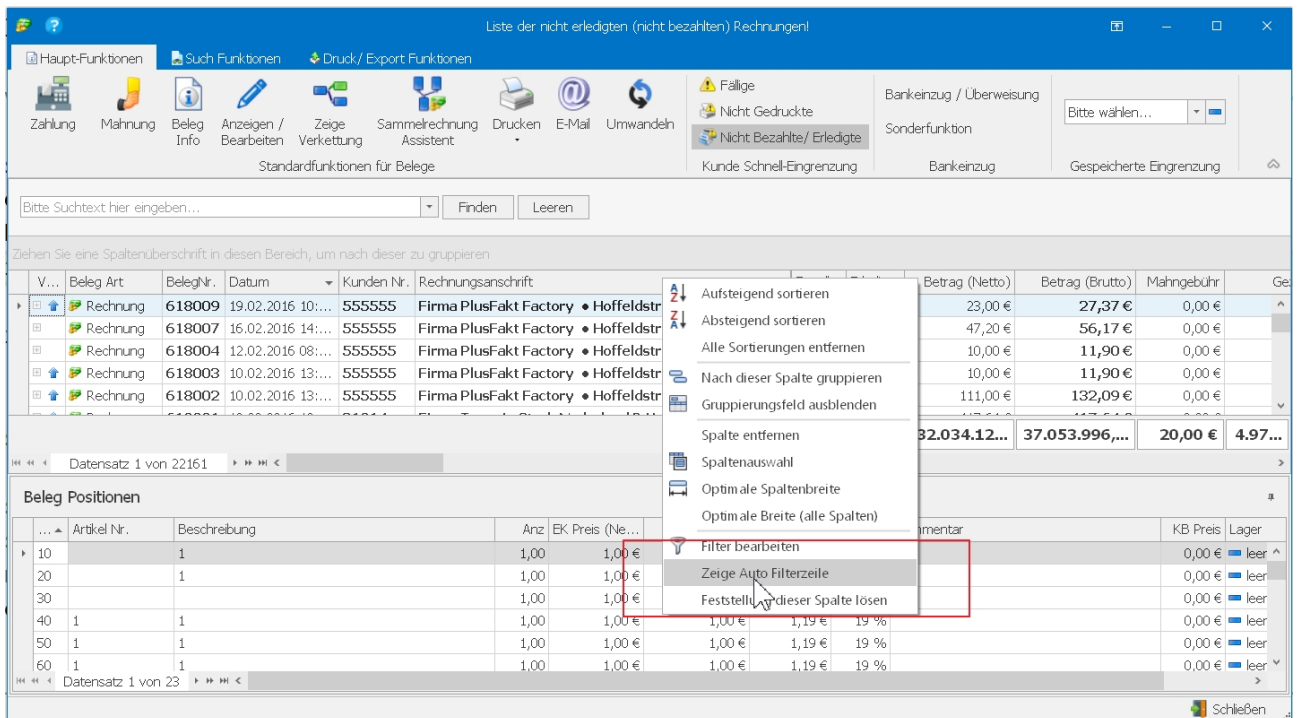 Liste der nicht erledigten (nicht bezahlten) Rechnungen!
Haupt-Funktionen Such Funktionen Druck/ Export Funktionen
Zahlung Mahnung Beleg Info Anzeigen / Bearbeiten Zeige Verkettung Sammelrechnung Assistent Drucken E-Mail Umwandeln
Standardfunktionen für Belege
Fällige
Nicht Gedruckte
Nicht Bezahlte/ Erledigte
Kunde Schnell-Eingrenzung
Bankeinzug / Überweisung
Sonderfunktion
Bankeinzug
Bitte wählen...
Gespeicherte Eingrenzung
Bitte Suchtext hier eingeben... Finden Leeren
Ziehen Sie eine Spaltenüberschrift in diesen Bereich, um nach dieser zu gruppieren
V... Beleg Art BelegNr. Datum Kunden Nr. Rechnungsanschrift Betrag (Netto) Betrag (Brutto) Mahngebühr Ge
Rechnung 618009 19.02.2016 10:... 555555 Firma PlusFakt Factory ● Hoffeldstr 23,00 € 27,37 € 0,00 €
Rechnung 618007 16.02.2016 14:... 555555 Firma PlusFakt Factory ● Hoffeldstr 47,20 € 56,17 € 0,00 €
Rechnung 618004 12.02.2016 08:... 555555 Firma PlusFakt Factory ● Hoffeldstr 10,00 € 11,90 € 0,00 €
Rechnung 618003 10.02.2016 13:... 555555 Firma PlusFakt Factory ● Hoffeldstr 10,00 € 11,90 € 0,00 €
Rechnung 618002 10.02.2016 13:... 555555 Firma PlusFakt Factory ● Hoffeldstr 111,00 € 132,09 € 0,00 €
32.034.12... 37.053.996,... 20,00 € 4.97...
Datensatz 1 von 22161
Aufsteigend sortieren
Absteigend sortieren
Alle Sortierungen entfernen
Nach dieser Spalte gruppieren
Gruppierungsfeld ausblenden
Spalte entfernen
Spaltenauswahl
Optimale Spaltenbreite
Optimale Breite (alle Spalten)
Filter bearbeiten
Zeige Auto Filterzeile
Feststellung dieser Spalte lösen
Beleg Positionen
... Artikel Nr. Beschreibung Anz EK Preis (Ne... mmentar KB Preis Lager
10 1 1,00 1,00 € 0,00 € leer
20 1 1,00 1,00 € 0,00 € leer
30 1,00 1,00 € 0,00 € leer
40 1 1 1,00 1,00 € 1,00 € 1,19 € 19 % 0,00 € leer
50 1 1 1,00 1,00 € 1,00 € 1,19 € 19 % 0,00 € leer
60 1 1 1,00 1,00 € 1,00 € 1,19 € 19 % 0,00 € leer
Datensatz 1 von 23
Schließen